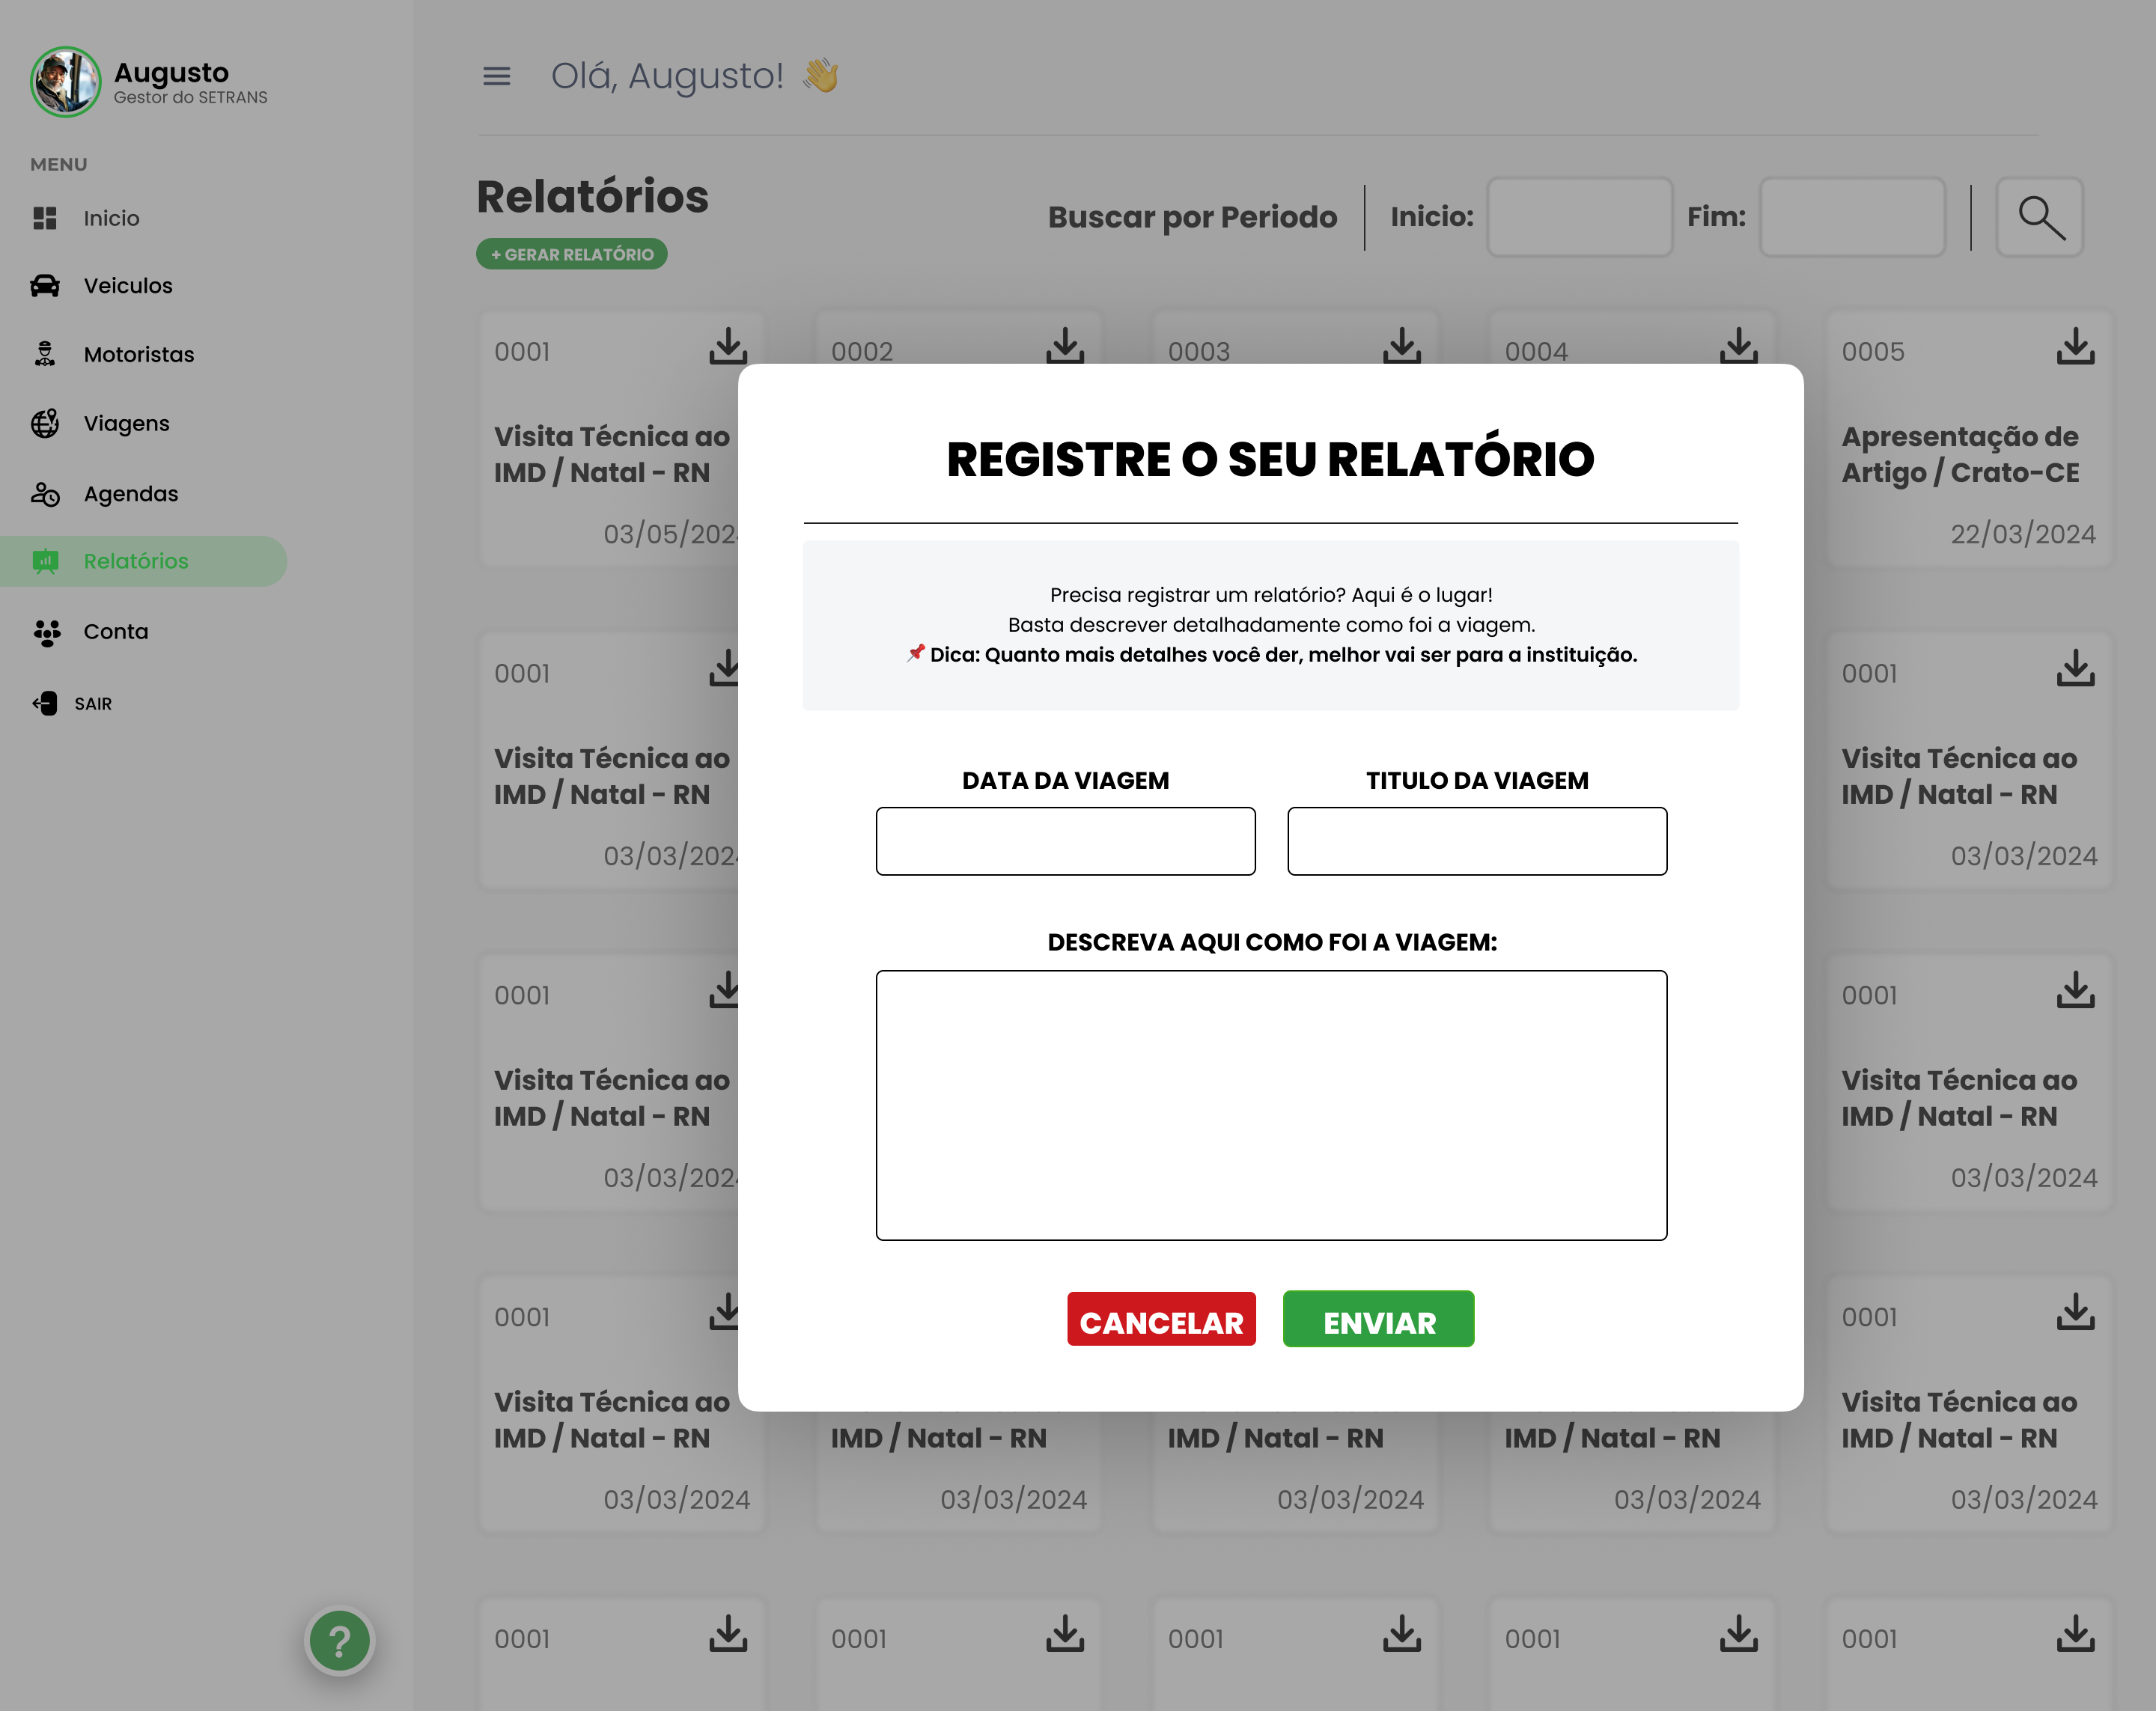 Augusto
Gestor do SETRANS
MENU
Inicio
Veiculos
Motoristas
Viagens
Agendas
Relatórios
Conta
SAIR
?
Olá, Augusto! 👋
Relatórios
+ GERAR RELATÓRIO
Buscar por Periodo
Inicio:
Fim:
0001
0002
0003
0004
0005
Visita Técnica ao
IMD / Natal - RN
03/05/202
Apresentação de
Artigo / Crato-CE
22/03/2024
REGISTRE O SEU RELATÓRIO
Precisa registrar um relatório? Aqui é o lugar!
Basta descrever detalhadamente como foi a viagem.
📌 Dica: Quanto mais detalhes você der, melhor vai ser para a instituição.
DATA DA VIAGEM
TITULO DA VIAGEM
DESCREVA AQUI COMO FOI A VIAGEM:
CANCELAR
ENVIAR
0001
Visita Técnica ao
IMD / Natal - RN
03/03/202
0001
Visita Técnica ao
IMD / Natal - RN
03/03/2024
0001
Visita Técnica ao
IMD / Natal - RN
03/03/202
0001
Visita Técnica ao
IMD / Natal - RN
03/03/2024
0001
Visita Técnica ao
IMD / Natal - RN
03/03/2024
IMD / Natal - RN
03/03/2024
IMD / Natal - RN
03/03/2024
IMD / Natal - RN
03/03/2024
0001
Visita Técnica ao
IMD / Natal - RN
03/03/2024
0001
0001
0001
0001
0001